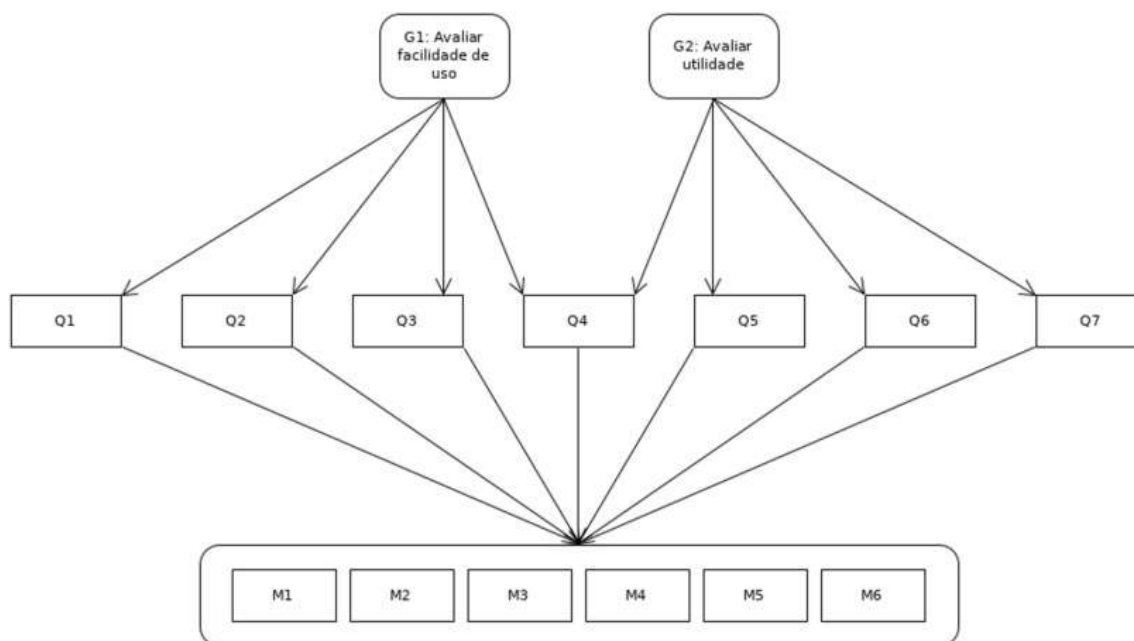 G1: Avaliar
facilidade de
uso
G2: Avaliar
utilidade
Q1
Q2
Q3
Q4
Q5
Q6
Q7
M1
M2
M3
M4
M5
M6